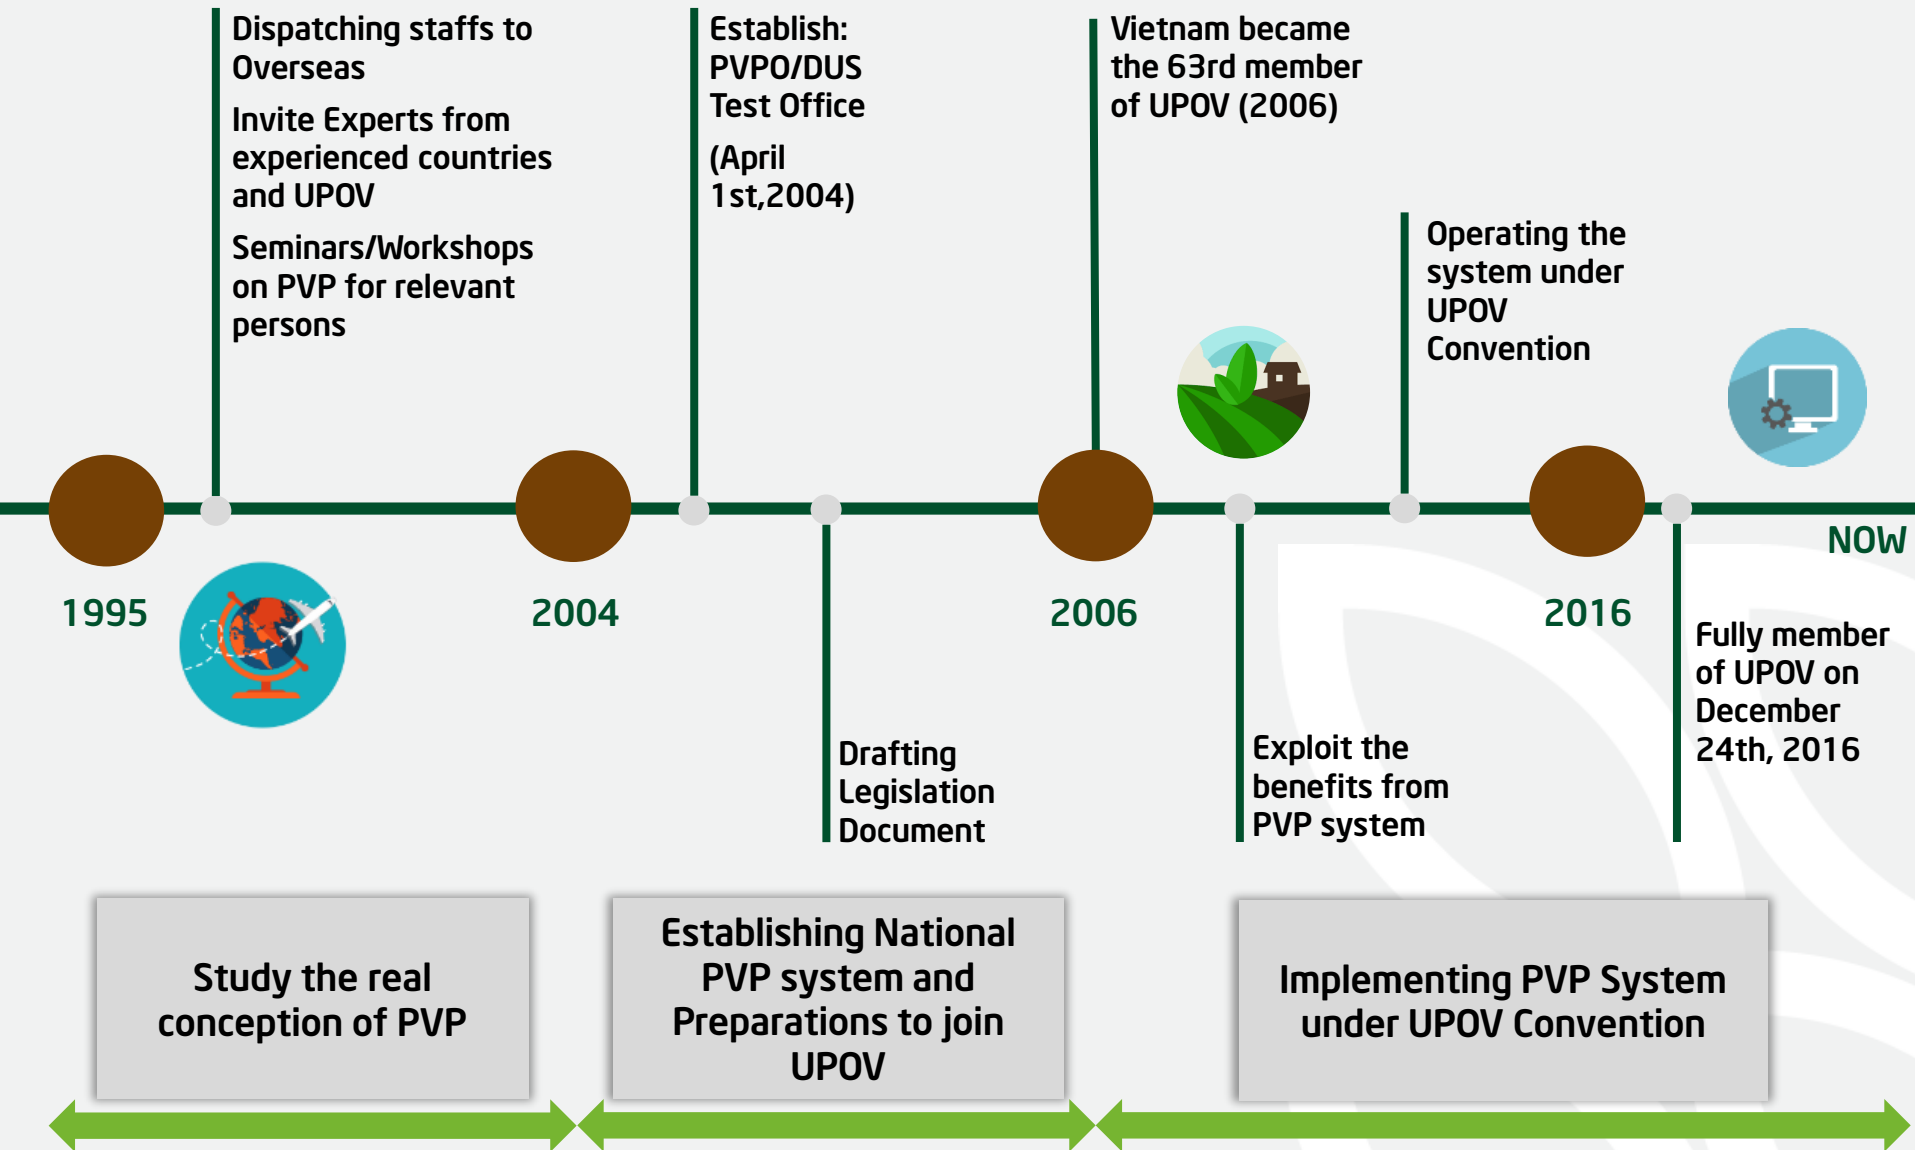 Dispatching staffs to
Overseas
Invite Experts from
experienced countries
and UPOV
Seminars/Workshops
on PVP for relevant
persons
Establish:
PVPO/DUS
Test Office
(April
1st,2004)
Vietnam became
the 63rd member
of UPOV (2006)
Operating the
system under
UPOV
Convention
NOW
1995
2004
2006
2016
Drafting
Legislation
Document
Exploit the
benefits from
PVP system
Fully member
of UPOV on
December
24th, 2016
Study the real
conception of PVP
Establishing National
PVP system and
Preparations to join
UPOV
Implementing PVP System
under UPOV Convention